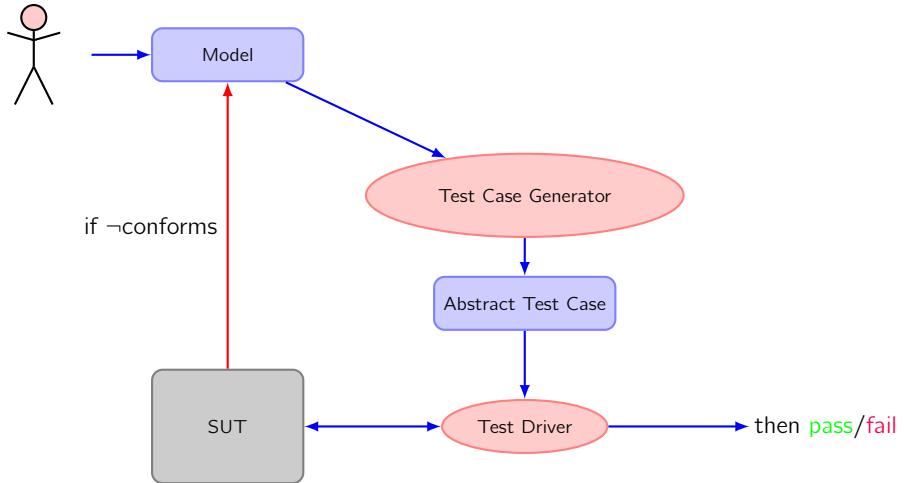 Model
Test Case Generator
if ¬conforms
Abstract Test Case
SUT
Test Driver
then pass/fail